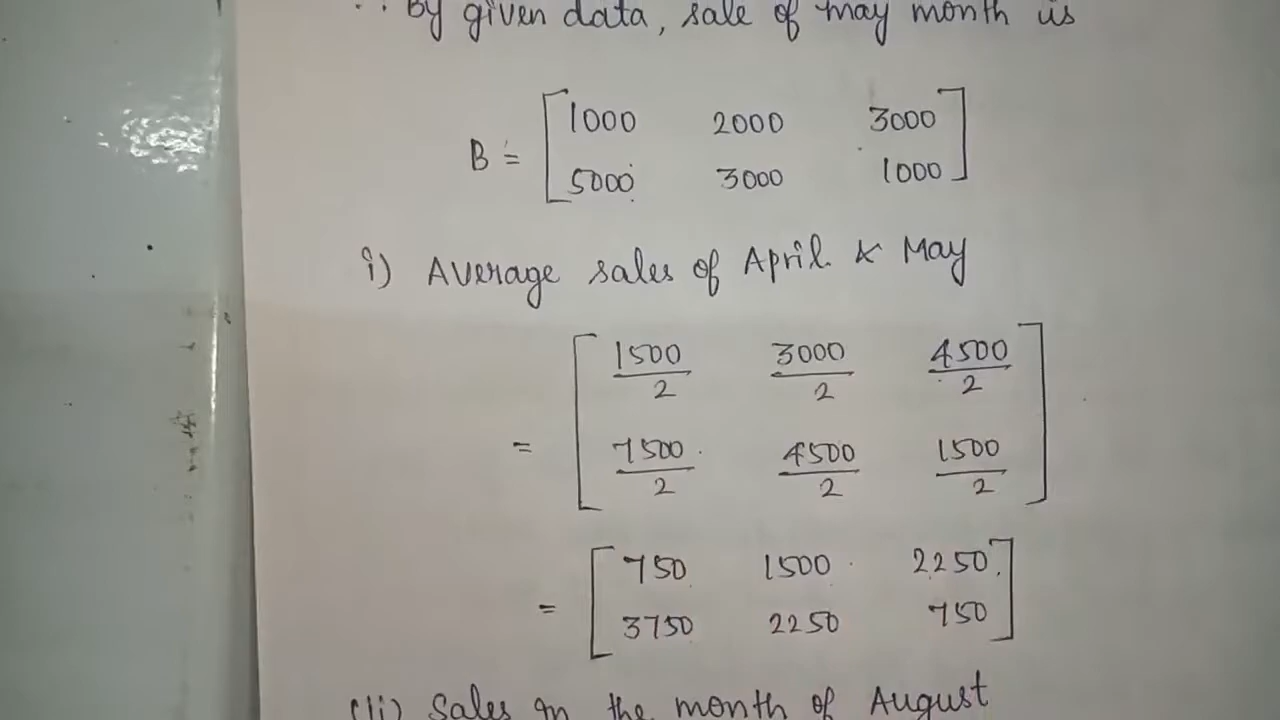 ∴ By given data, sale of may month is
B = [ 1000 2000 3000
5000 3000 1000 ]
i) Average sales of April & May
= [ 1500/2 3000/2 4500/2
7500/2 4500/2 1500/2 ]
= [ 750 1500 2250
3750 2250 750 ]
(ii) Sales in the month of August